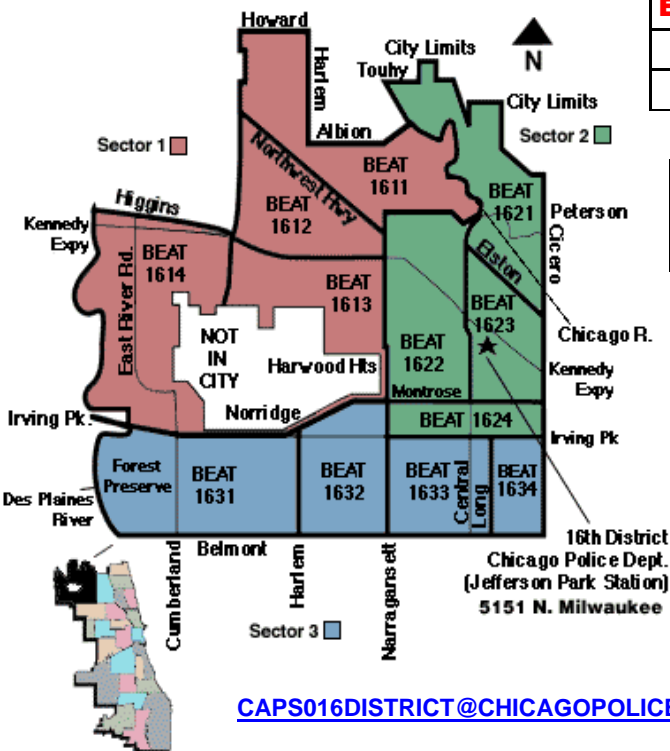 Howard
Harlem
City Limits
Touhy
N
City Limits
Albion
Sector 1
Sector 2
Northwest Hwy
BEAT
1611
Higgins
BEAT
1612
BEAT
1621
Peterson
Kennedy
Expy
Cicero
Elston
East River Rd.
BEAT
1614
BEAT
1613
BEAT
1623
NOT
IN
CITY
Chicago R.
BEAT
1622
Harwood Hts
Kennedy
Expy
Montrose
Norridge
Irving Pk.
BEAT 1624
Irving Pk
Forest
Preserve
BEAT
1631
BEAT
1632
BEAT
1633
Central
Long
BEAT
1634
Des Plaines
River
16th District
Chicago Police Dept.
(Jefferson Park Station)
5151 N. Milwaukee
Belmont
Cumberland
Harlem
Narragansett
Sector 3
CAPS016DISTRICT@CHICAGOPOLICE